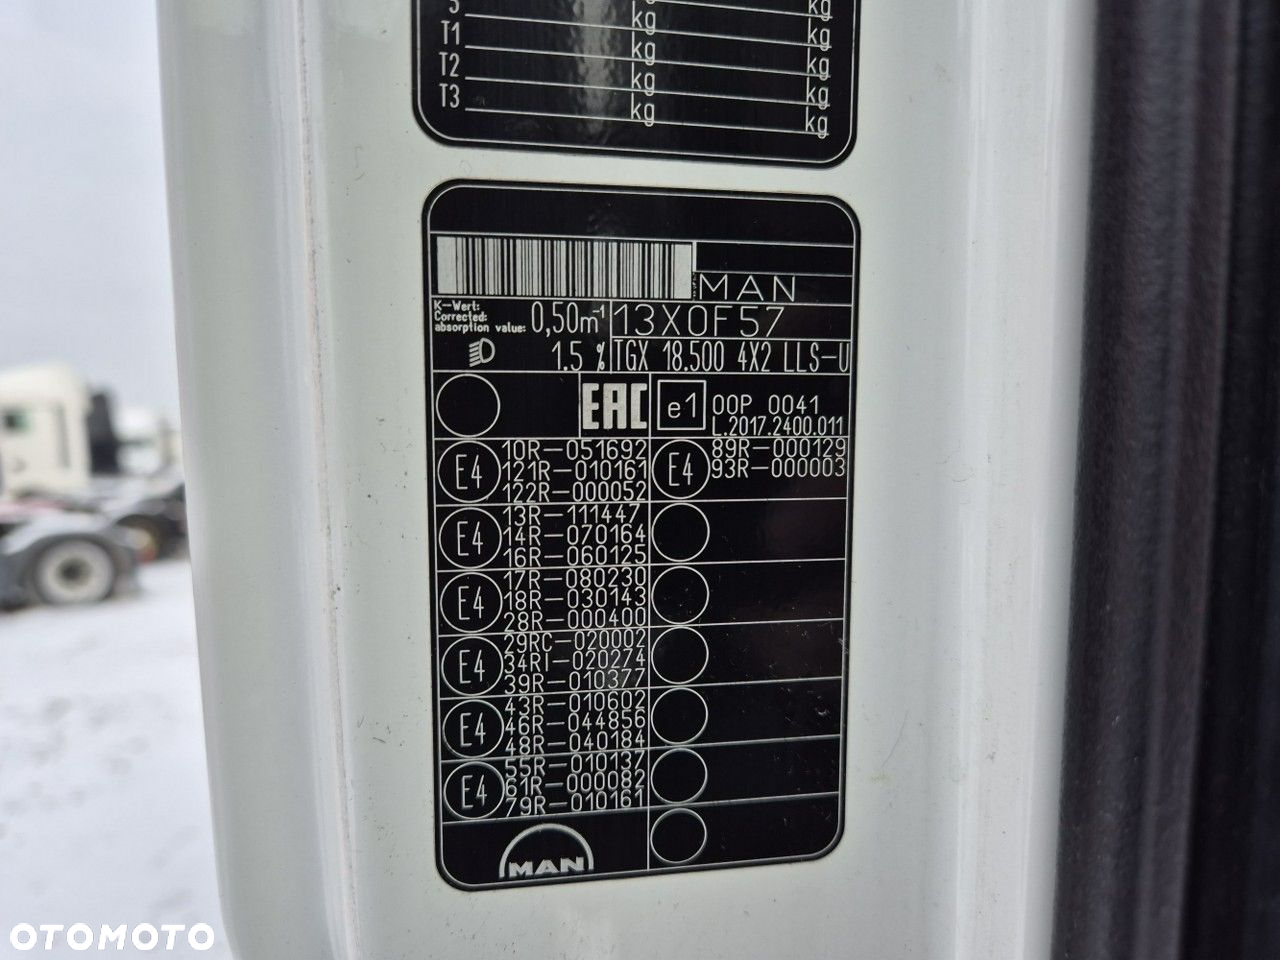 S kg kg
T1 kg kg
T2 kg kg
T3 kg kg
MAN
K-Wert:
Corrected:
absorption value: 0,50m⁻¹ 13X0F57
1.5 % TGX 18.500 4X2 LLS-U
EAC e1 00P 0041
L.2017.2400.011
E4 10R-051692 E4 89R-000129
121R-010161 93R-000003
122R-000052
E4 13R-111447
14R-070164
16R-060125
E4 17R-080230
18R-030143
28R-000400
E4 29RC-020002
34RI-020274
39R-010377
E4 43R-010602
46R-044856
48R-040184
E4 55R-010137
61R-000082
79R-010161
MAN
OTOMOTO